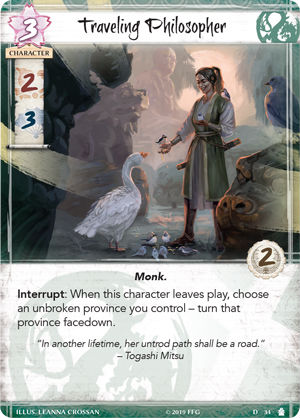 3
Traveling Philosopher
CHARACTER
2
3
2
Monk.
Interrupt: When this character leaves play, choose
an unbroken province you control – turn that
province facedown.
“In another lifetime, her untrod path shall be a road.”
– Togashi Mitsu
ILLUS. LEANNA CROSSAN
© 2019 FFG
D 34